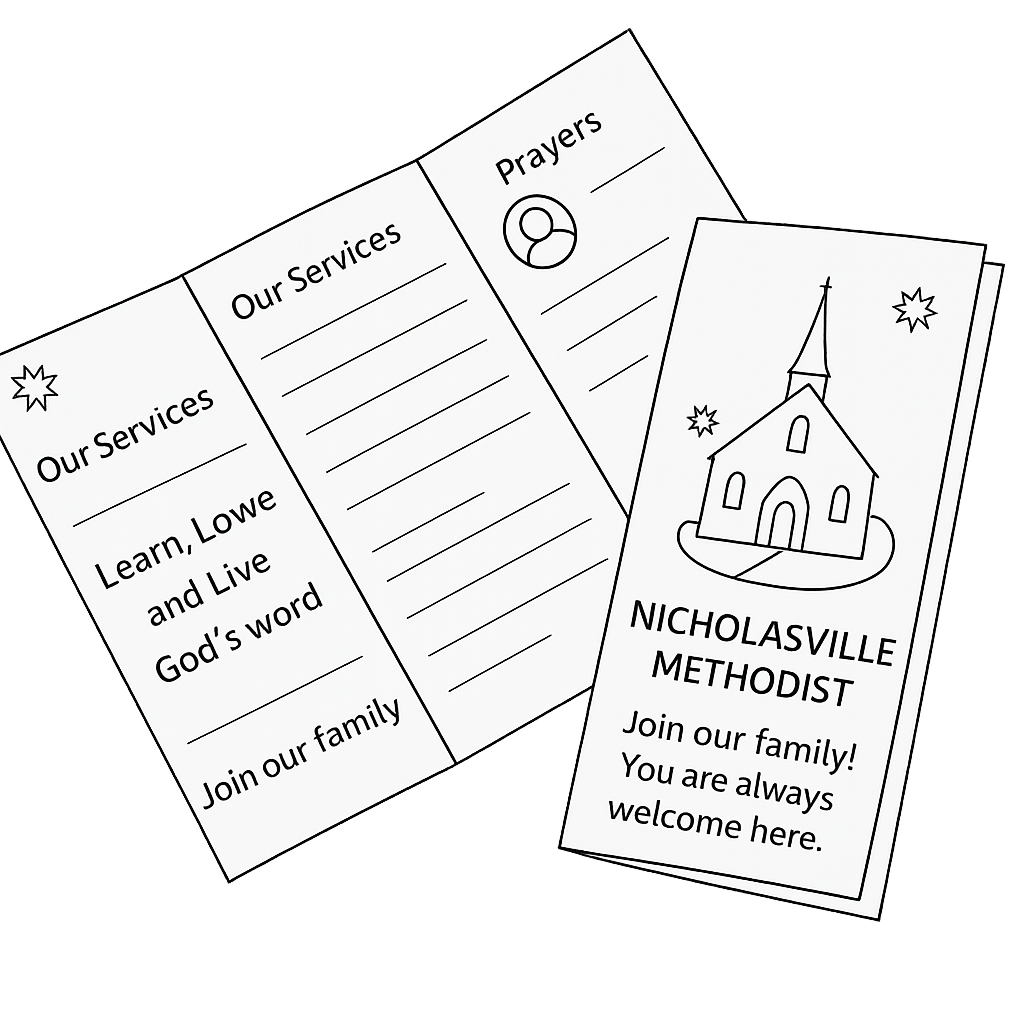 Our Services
Learn, Lowe
and Live
God's word
Join our family
Our Services
Prayers
NICHOLASVILLE
METHODIST
Join our family!
You are always
welcome here.